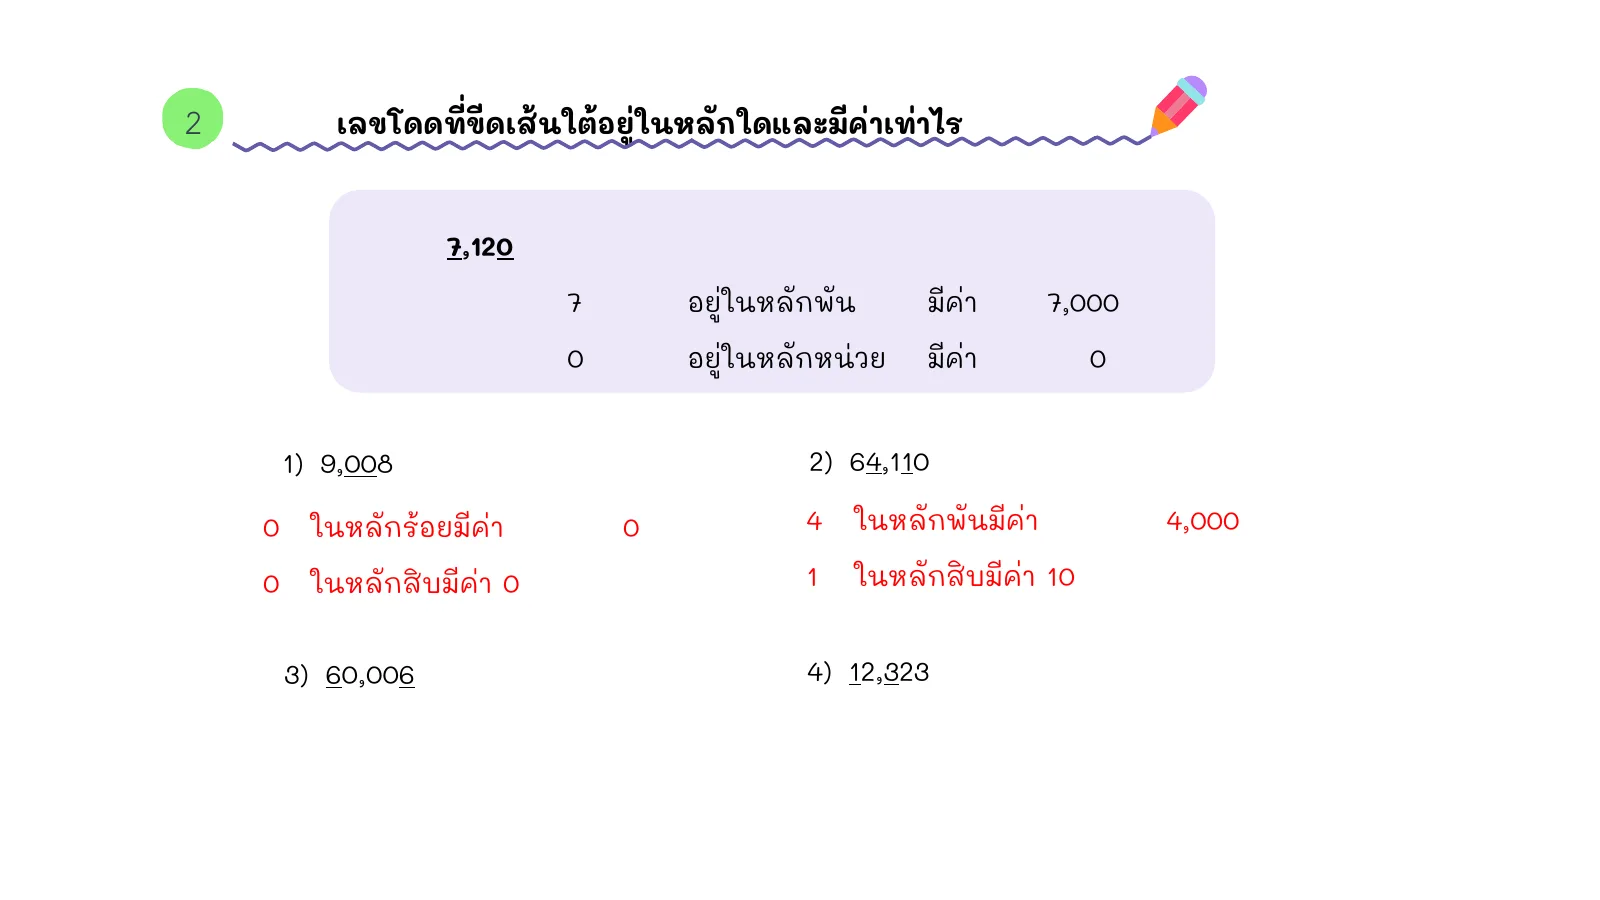 2
เลขโดดที่ขีดเส้นใต้อยู่ในหลักใดและมีค่าเท่าไร
7,120
7 อยู่ในหลักพัน มีค่า 7,000
0 อยู่ในหลักหน่วย มีค่า 0
1) 9,008
0 ในหลักร้อยมีค่า 0
0 ในหลักสิบมีค่า 0
2) 64,110
4 ในหลักพันมีค่า 4,000
1 ในหลักสิบมีค่า 10
3) 60,006
4) 12,323